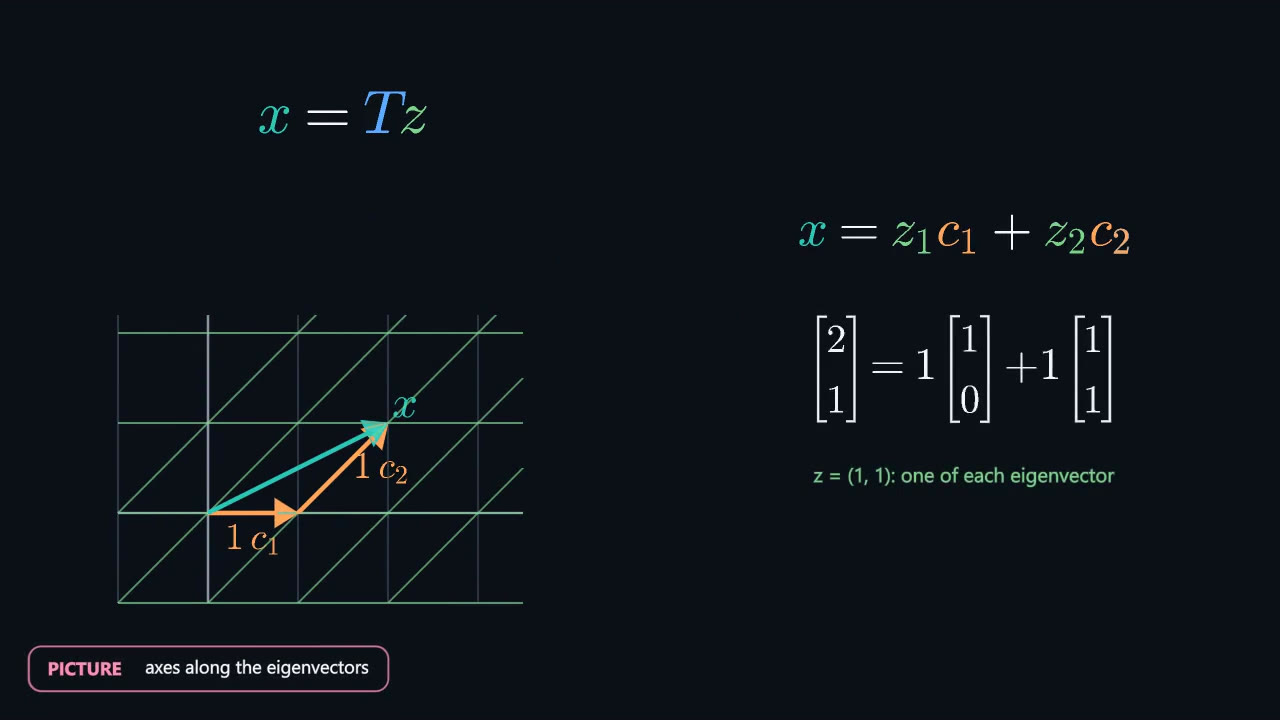 x = Tz
x = z₁c₁ + z₂c₂
[2 1] = 1 [1 0] + 1 [1 1]
x
1 c₂
z = (1, 1): one of each eigenvector
1 c₁
PICTURE axes along the eigenvectors